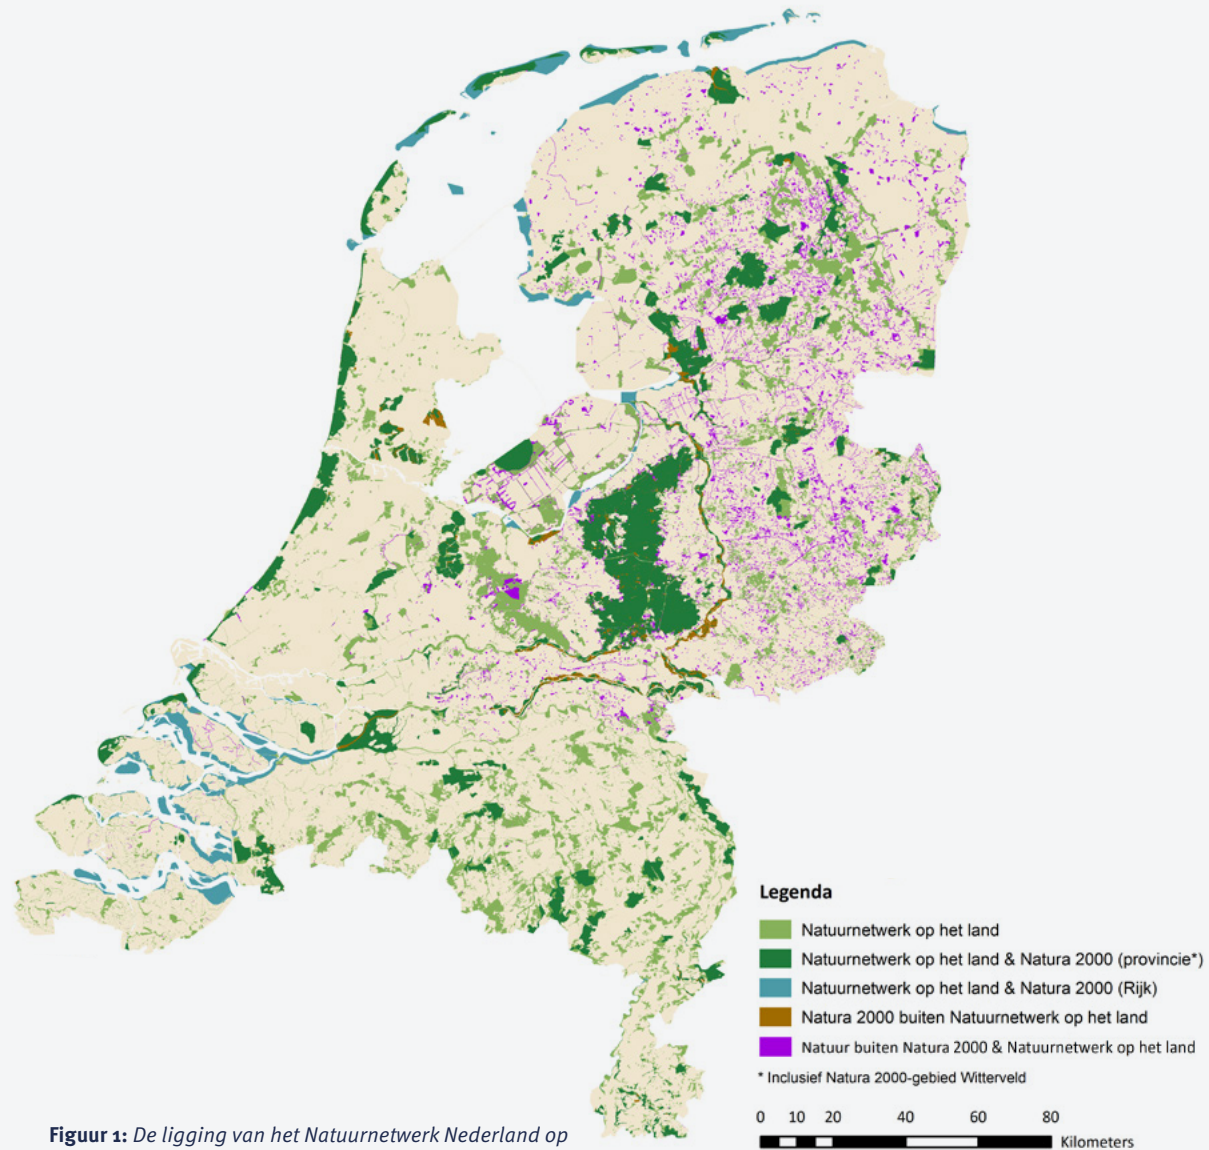 Legenda
Natuurnetwerk op het land
Natuurnetwerk op het land & Natura 2000 (provincie*)
Natuurnetwerk op het land & Natura 2000 (Rijk)
Natura 2000 buiten Natuurnetwerk op het land
Natuur buiten Natura 2000 & Natuurnetwerk op het land
* Inclusief Natura 2000-gebied Witterveld
0 10 20 40 60 80
Kilometers
Figuur 1: De ligging van het Natuurnetwerk Nederland op